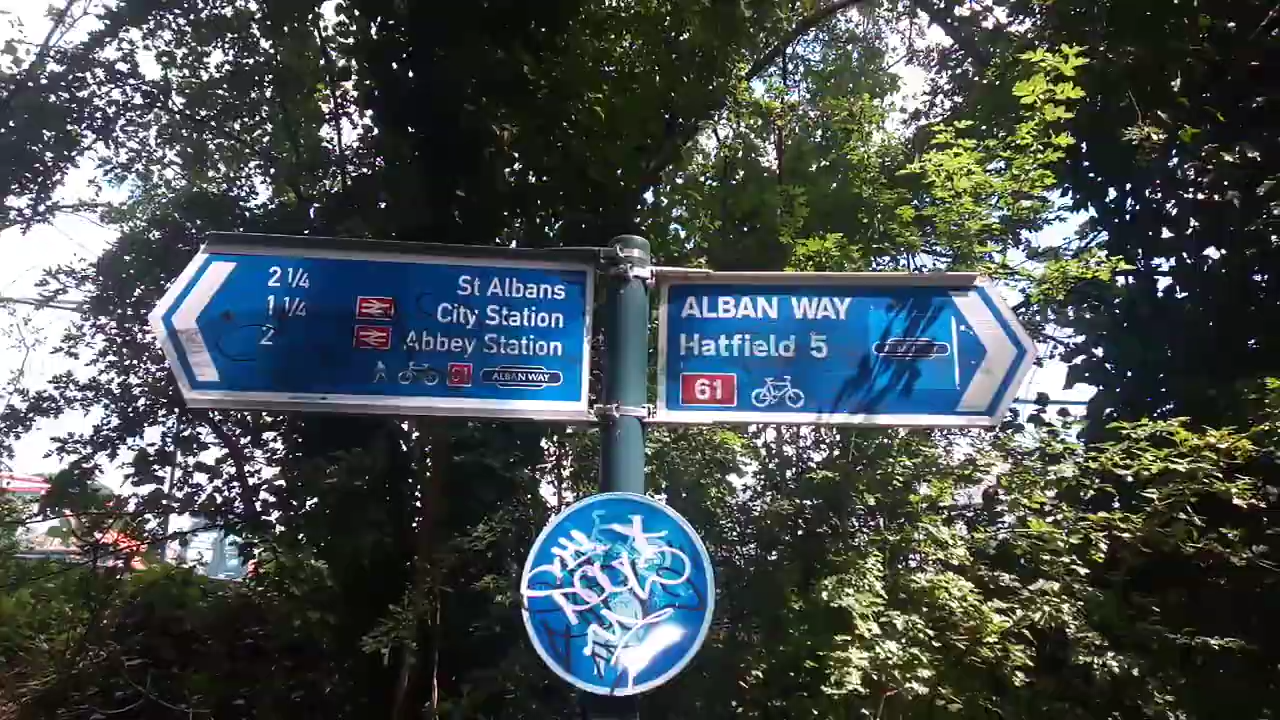 2 1/4 St Albans
1 1/4 City Station
2 Abbey Station
61 ALBAN WAY
ALBAN WAY
Hatfield 5
61